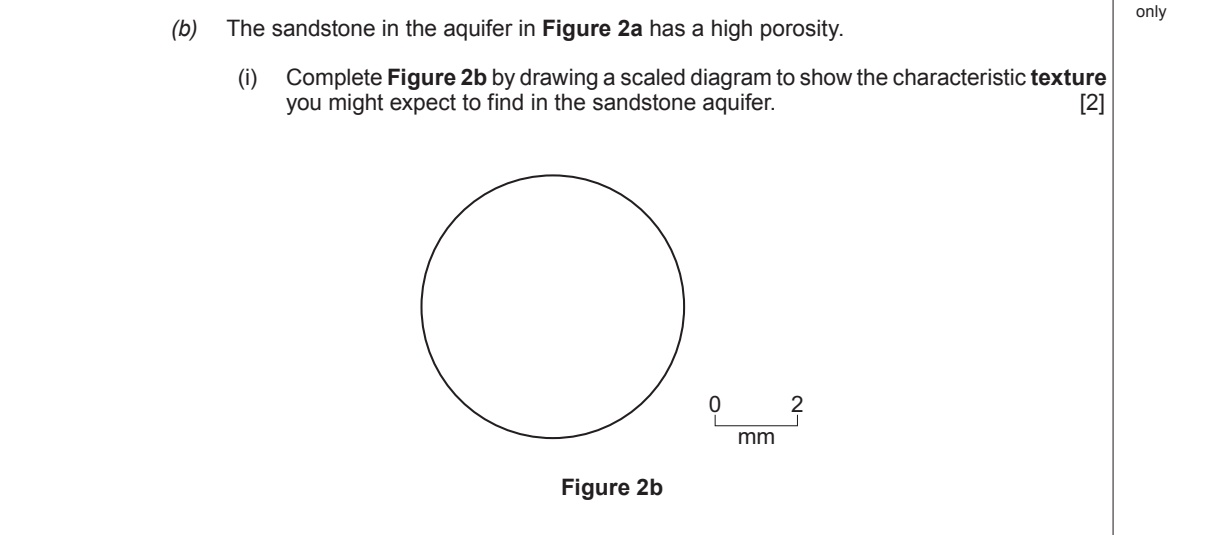 only
(b) The sandstone in the aquifer in Figure 2a has a high porosity.
(i) Complete Figure 2b by drawing a scaled diagram to show the characteristic texture
you might expect to find in the sandstone aquifer. [2]
0 2
mm
Figure 2b